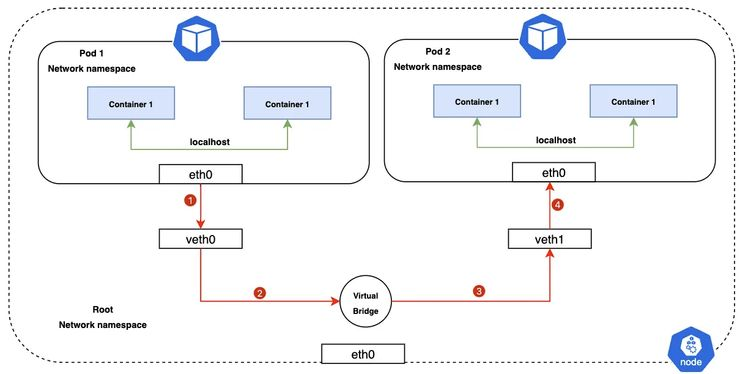 Pod 1
Network namespace
Container 1
Container 1
localhost
eth0
Pod 2
Network namespace
Container 1
Container 1
localhost
eth0
1
4
veth0
veth1
2
Virtual
Bridge
3
Root
Network namespace
eth0
node